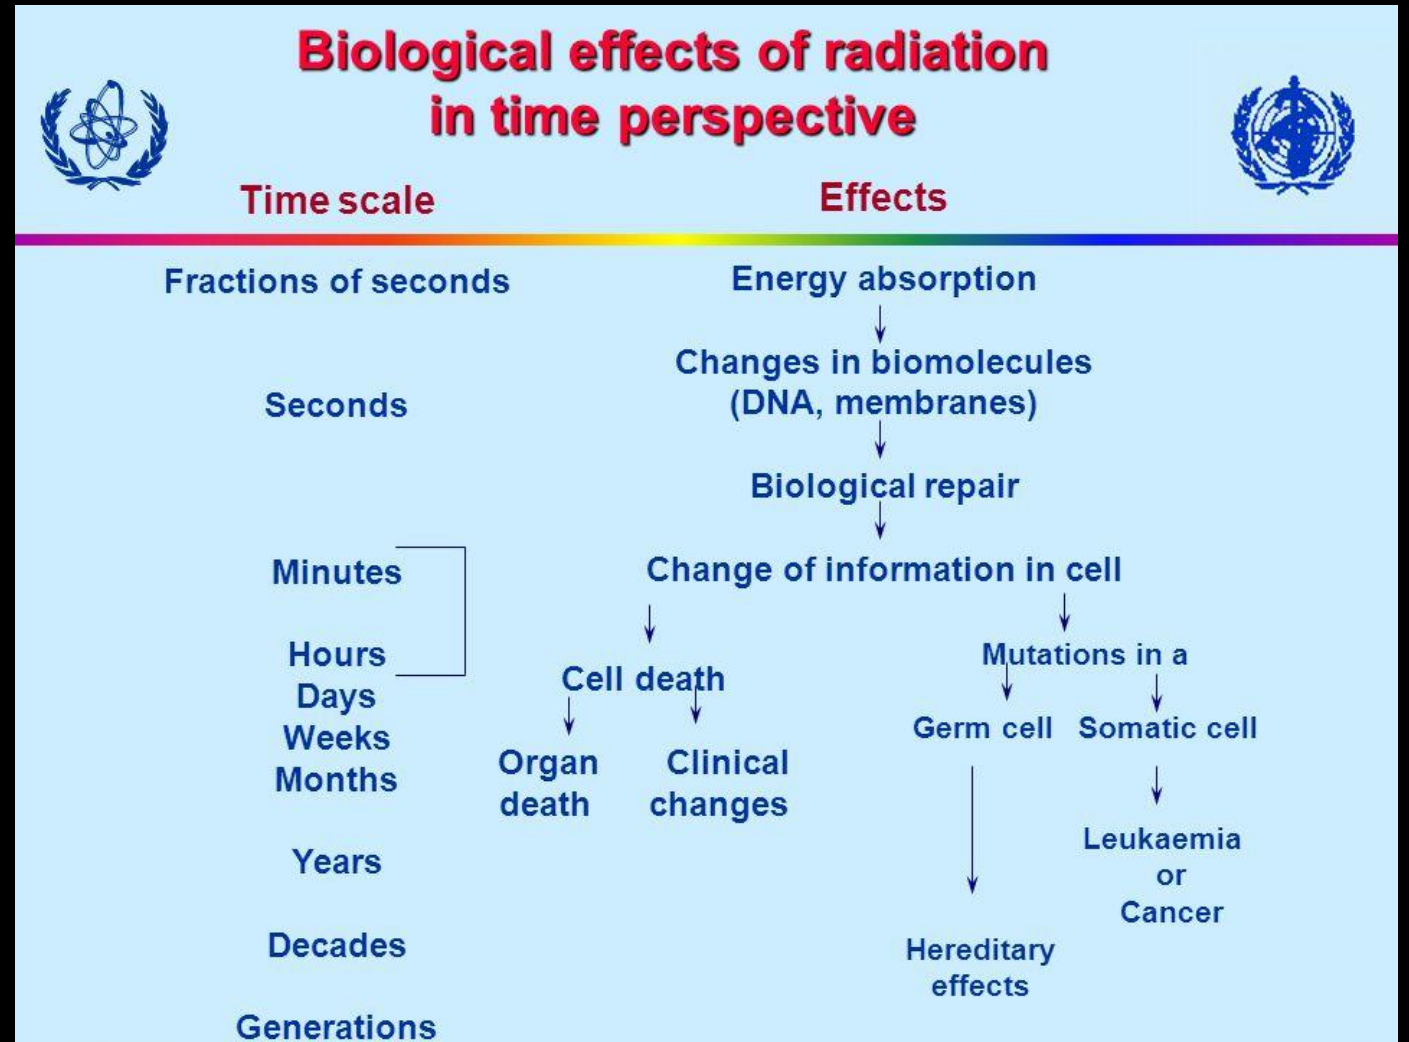 Biological effects of radiation
in time perspective
Time scale
Effects
Fractions of seconds
Energy absorption
Changes in biomolecules
(DNA, membranes)
Seconds
Biological repair
Minutes
Change of information in cell
Hours
Mutations in a
Cell death
Days
Germ cell
Somatic cell
Weeks
Organ
death
Clinical
changes
Months
Leukaemia
or
Cancer
Years
Decades
Hereditary
effects
Generations